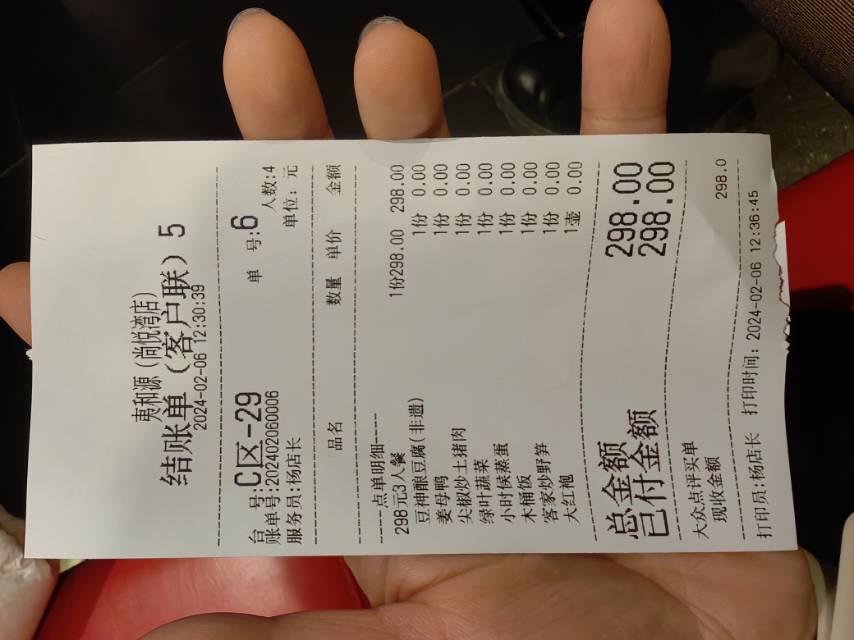 夷和源(尚悦湾店)
结账单(客户联) 5
2024-02-06 12:30:39
台 号:C区-29 单 号:6
账单号:202402060006 人数:4
服务员:杨店长 单位: 元
品名 数量 单价 金额
----点单明细----
298元3人餐 1份298.00 298.00
豆神酿豆腐(非遗) 1份 0.00
姜母鸭 1份 0.00
尖椒炒土猪肉 1份 0.00
绿叶蔬菜 1份 0.00
小时候蒸蛋 1份 0.00
木桶饭 1份 0.00
客家炒野笋 1份 0.00
大红袍 1壶 0.00
总金额 298.00
已付金额 298.00
大众点评买单
现收金额 298.0
打印员:杨店长 打印时间: 2024-02-06 12:36:45